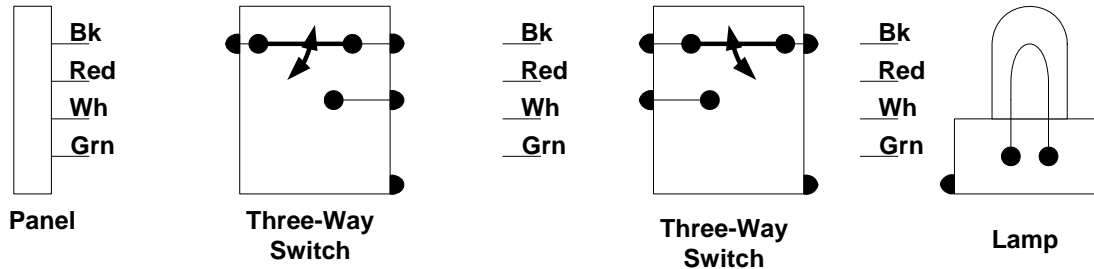 Bk
Red
Wh
Grn
Panel
Three-Way
Switch
Bk
Red
Wh
Grn
Three-Way
Switch
Bk
Red
Wh
Grn
Lamp